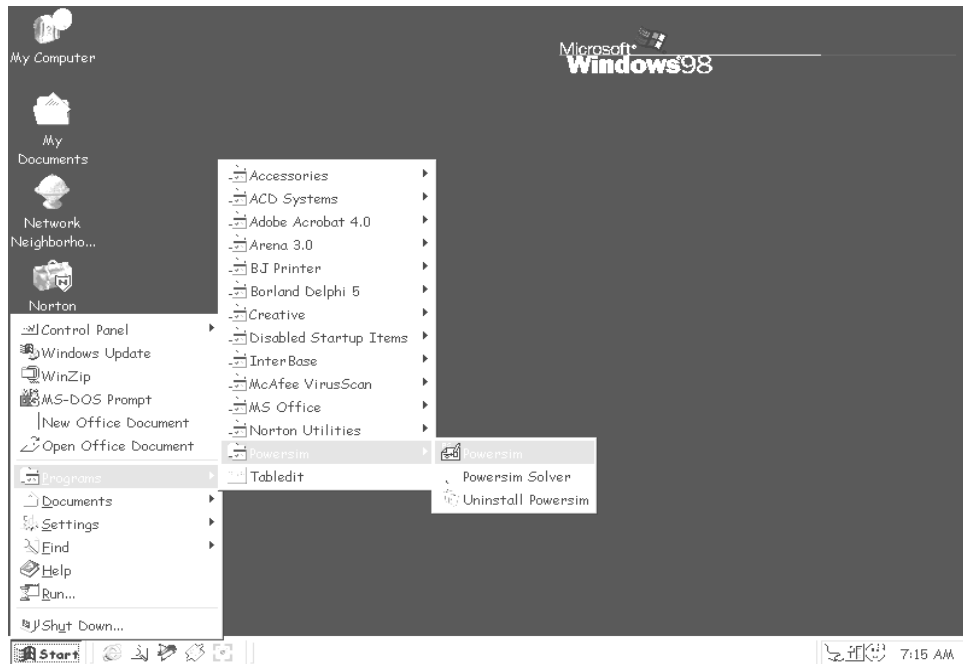 My Computer
Microsoft
Windows98
My
Documents
Network
Neighborho...
Norton
Control Panel
Windows Update
WinZip
MS-DOS Prompt
New Office Document
Open Office Document
Programs
Documents
Settings
Find
Help
Run...
Shut Down...
Accessories
ACD Systems
Adobe Acrobat 4.0
Arena 3.0
BJ Printer
Borland Delphi 5
Creative
Disabled Startup Items
InterBase
McAfee VirusScan
MS Office
Norton Utilities
Powersim
Tabledit
Powersim
Powersim Solver
Uninstall Powersim
Start
7:15 AM